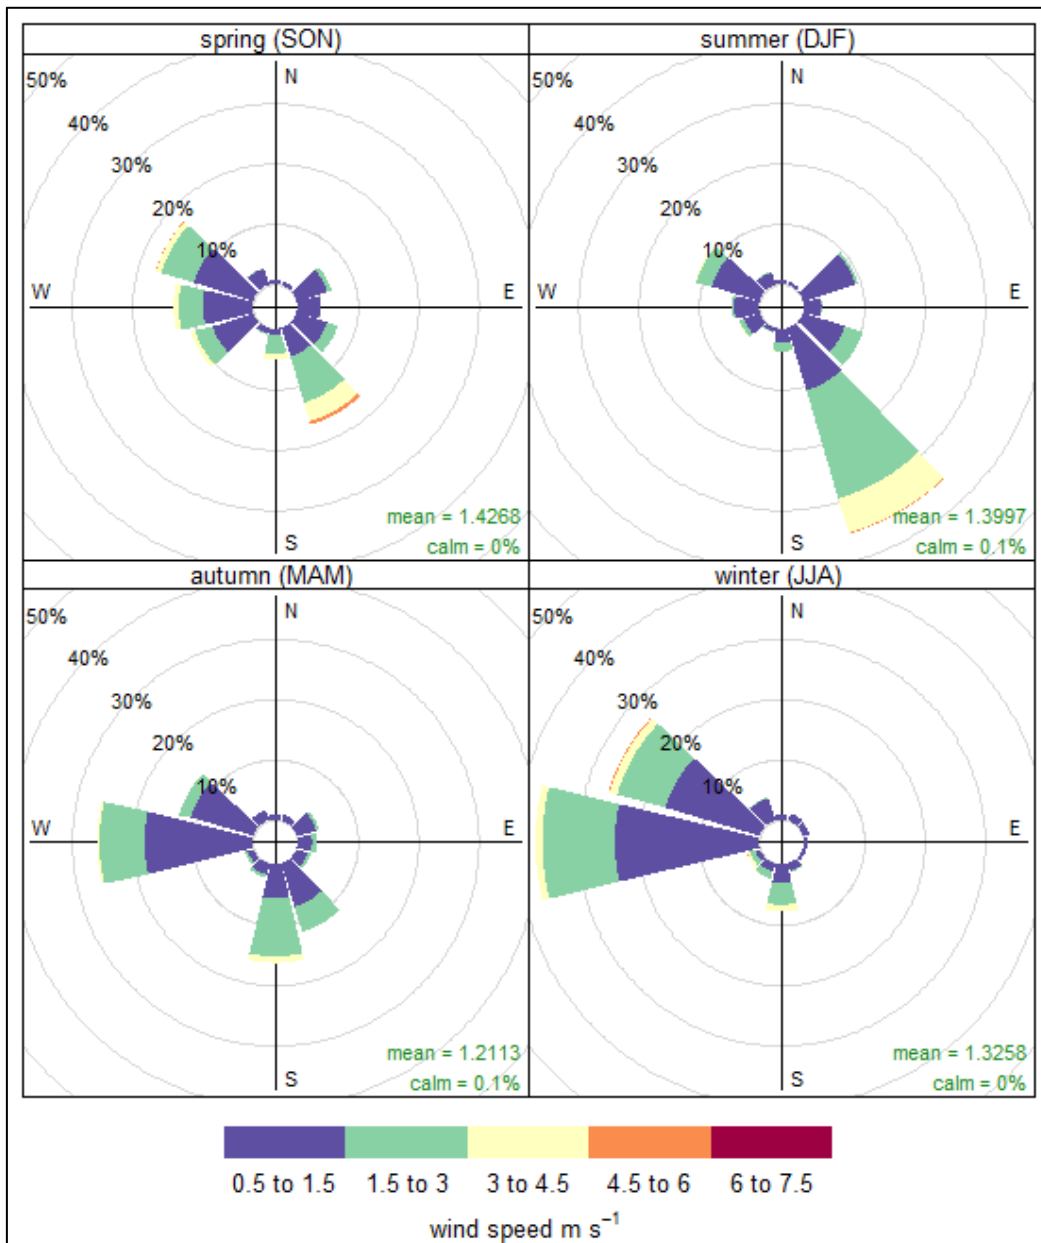 spring (SON)
50%
40%
30%
20%
10%
N
W
E
S
mean = 1.4268
calm = 0%
summer (DJF)
50%
40%
30%
20%
10%
N
W
E
S
mean = 1.3997
calm = 0.1%
autumn (MAM)
50%
40%
30%
20%
10%
N
W
E
S
mean = 1.2113
calm = 0.1%
winter (JJA)
50%
40%
30%
20%
10%
N
W
E
S
mean = 1.3258
calm = 0%
0.5 to 1.5 1.5 to 3 3 to 4.5 4.5 to 6 6 to 7.5
wind speed m s⁻¹